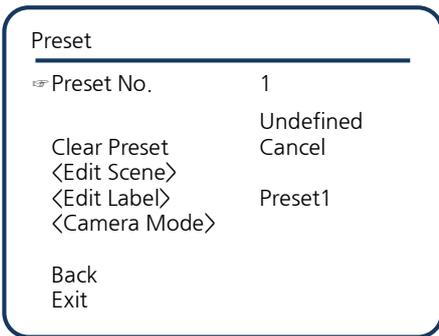 Preset
☞Preset No. 1
Undefined
Clear Preset Cancel
<Edit Scene>
<Edit Label> Preset1
<Camera Mode>
Back
Exit